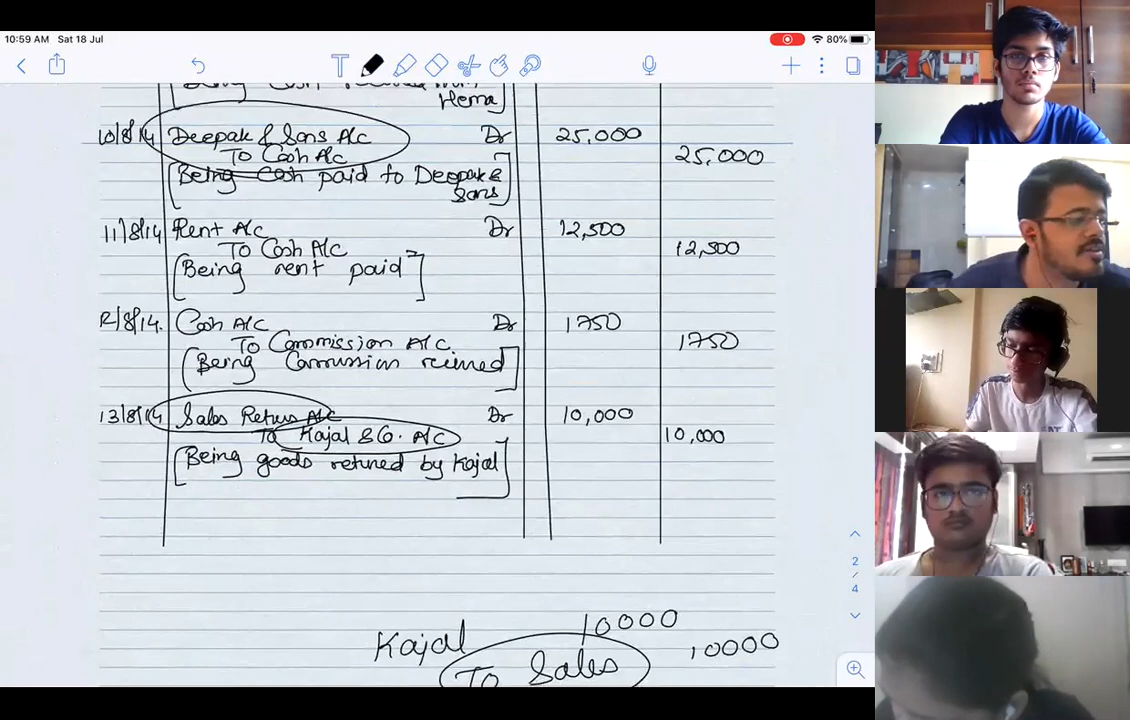 10:59 AM Sat 18 Jul
80%
Hema]
10/8/14 Deepak & Sons A/c Dr 25,000
To Cash A/c 25,000
[Being Cash paid to Deepak &
Sons]
11/8/14 Rent A/c Dr 12,500
To Cash A/c 12,500
[Being rent paid]
12/8/14. Cash A/c Dr 1750
To Commission A/c 1750
[Being Commission
13/8/14 Sales A/c Dr 10,000
To Kajal & Co. A/c 10,000
[Being goods by Kajal]
2
/
4
Kajal 10000
To Sales 10000